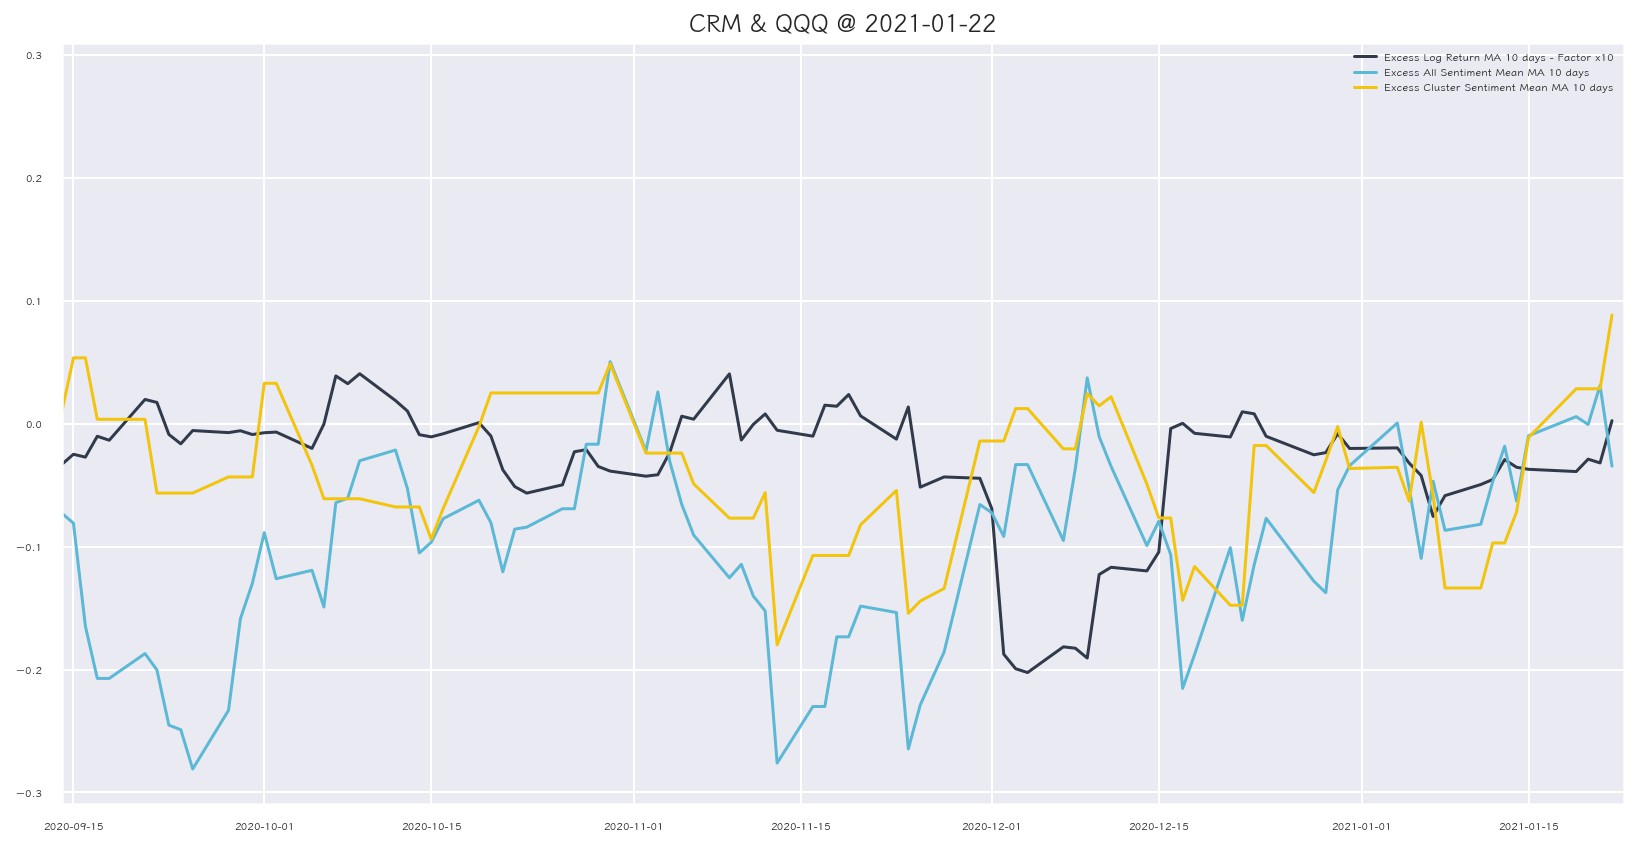 CRM & QQQ @ 2021-01-22
Excess Log Return MA 10 days - Factor x10
Excess All Sentiment Mean MA 10 days
Excess Cluster Sentiment Mean MA 10 days
0.3
0.2
0.1
0.0
−0.1
−0.2
−0.3
2020-09-15 2020-10-01 2020-10-15 2020-11-01 2020-11-15 2020-12-01 2020-12-15 2021-01-01 2021-01-15